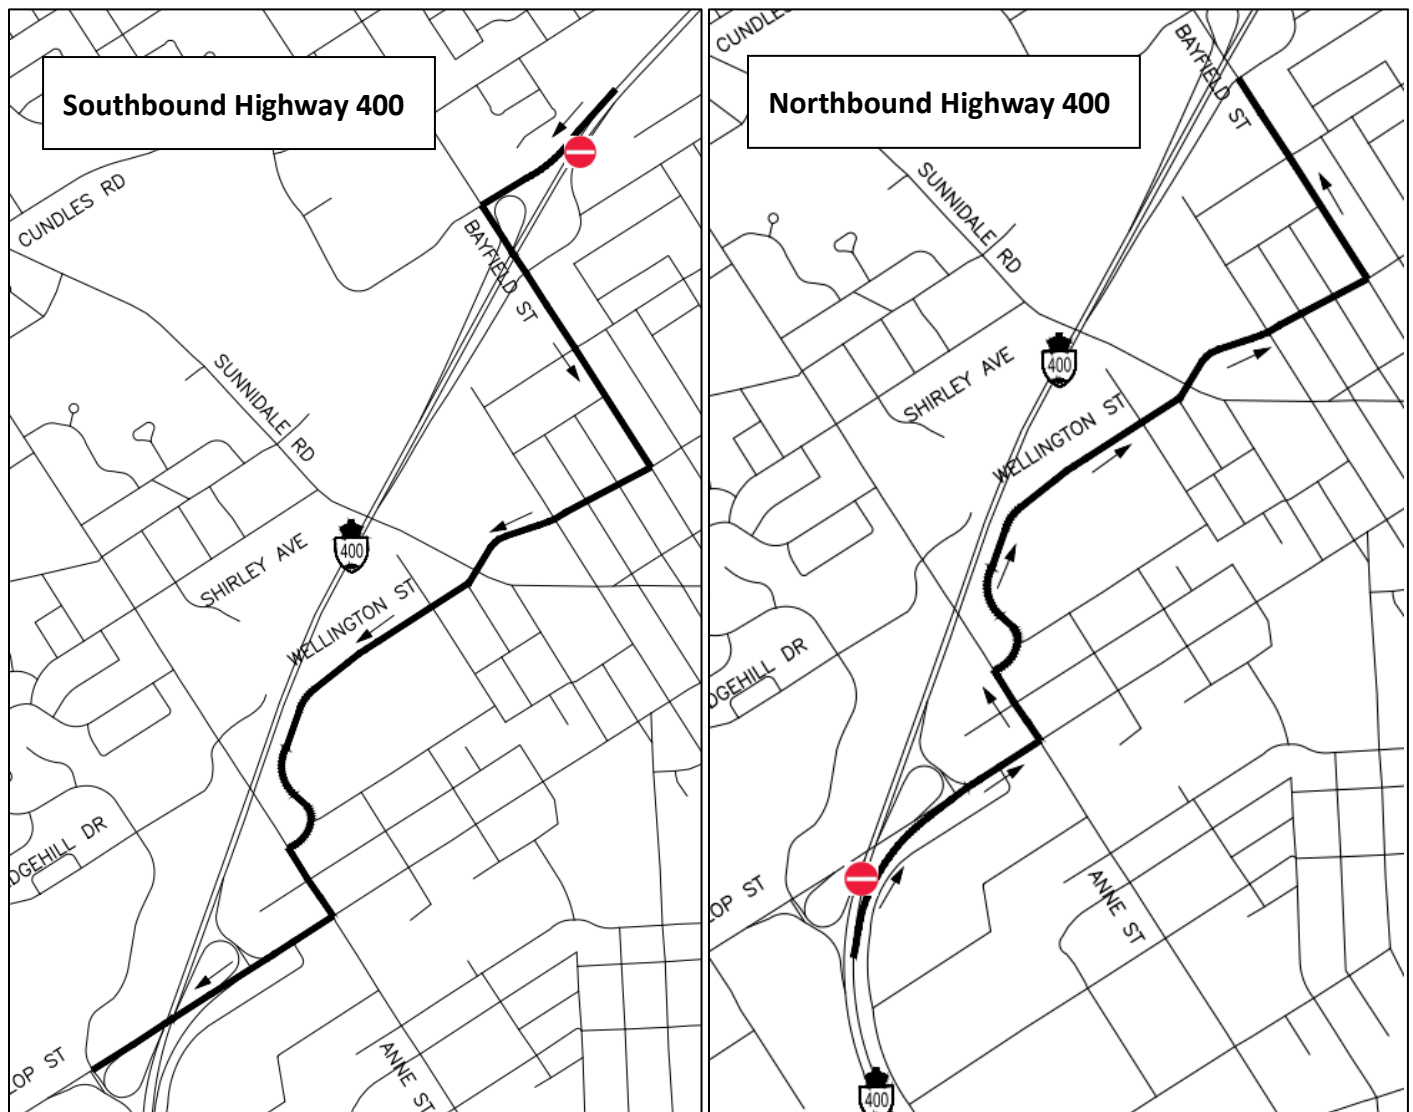 Southbound Highway 400
CUNDLES RD
BAYFIELD ST
SUNNIDALE RD
400
SHIRLEY AVE
WELLINGTON ST
DGEHILL DR
OP ST
ANNE ST
Northbound Highway 400
CUNDLES
BAYFIELD ST
SUNNIDALE RD
400
SHIRLEY AVE
WELLINGTON ST
DGEHILL DR
OP ST
ANNE ST
400